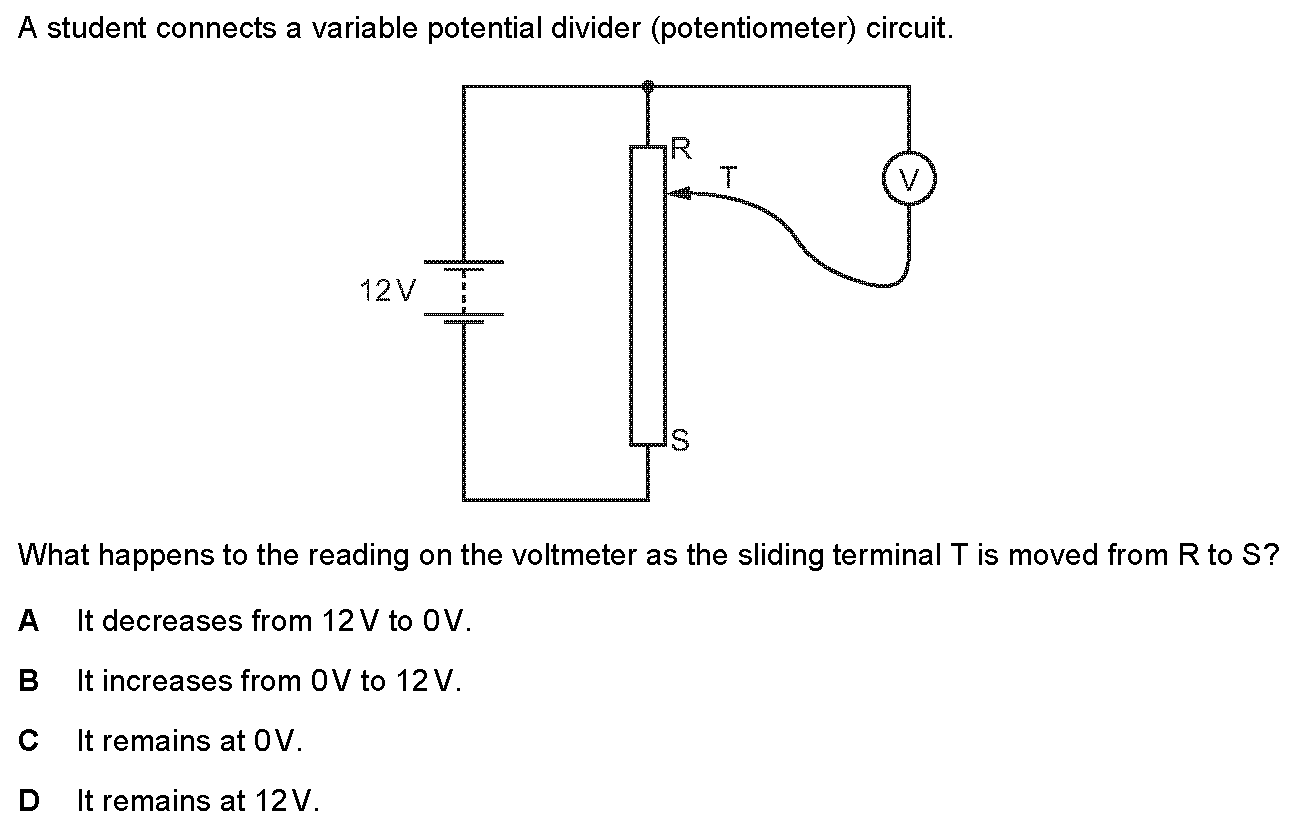 A student connects a variable potential divider (potentiometer) circuit.
R
T
V
12 V
S
What happens to the reading on the voltmeter as the sliding terminal T is moved from R to S?
A It decreases from 12 V to 0 V.
B It increases from 0 V to 12 V.
C It remains at 0 V.
D It remains at 12 V.